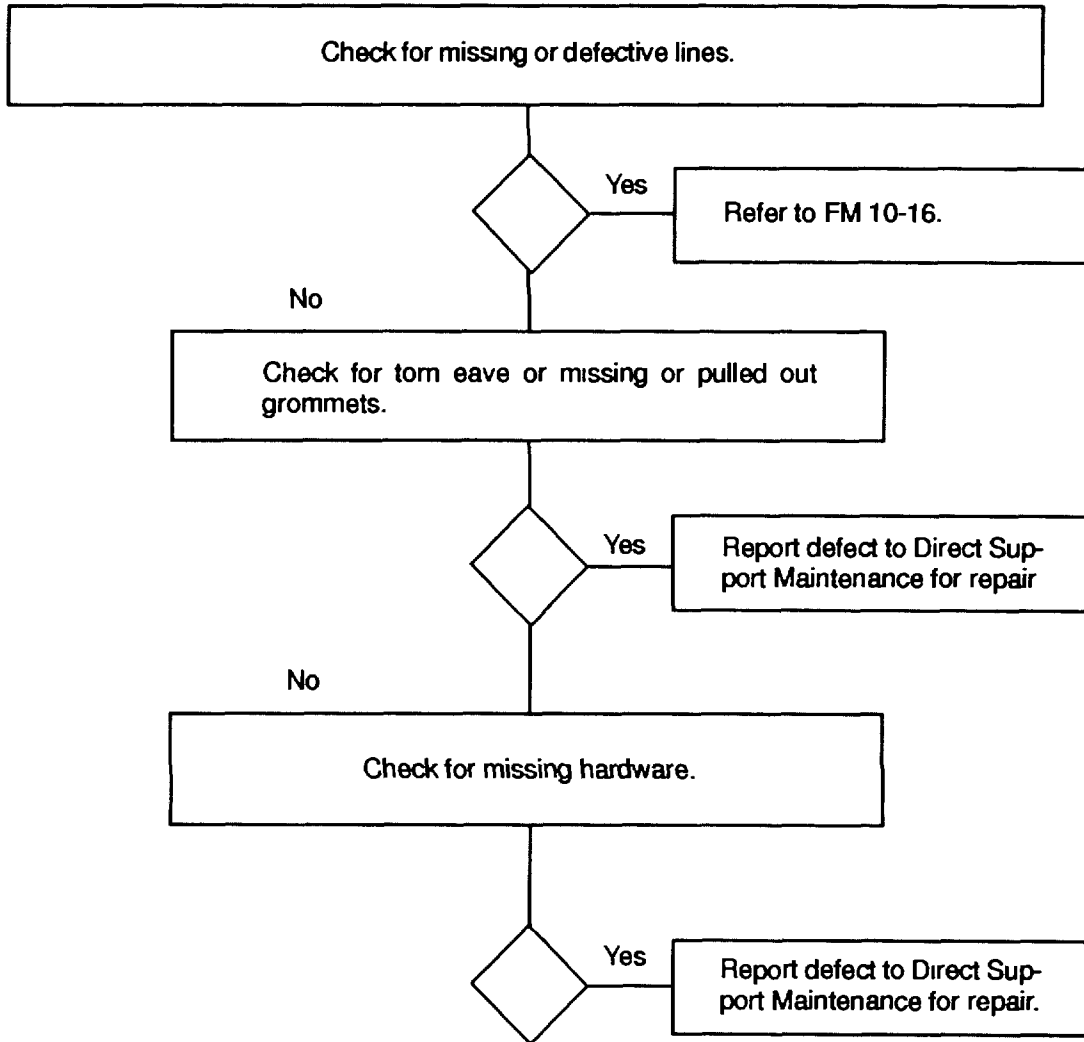 Check for missing or defective lines.
Yes
Refer to FM 10-16.
No
Check for torn eave or missing or pulled out
grommets.
Yes
Report defect to Direct Sup-
port Maintenance for repair
No
Check for missing hardware.
Yes
Report defect to Direct Sup-
port Maintenance for repair.